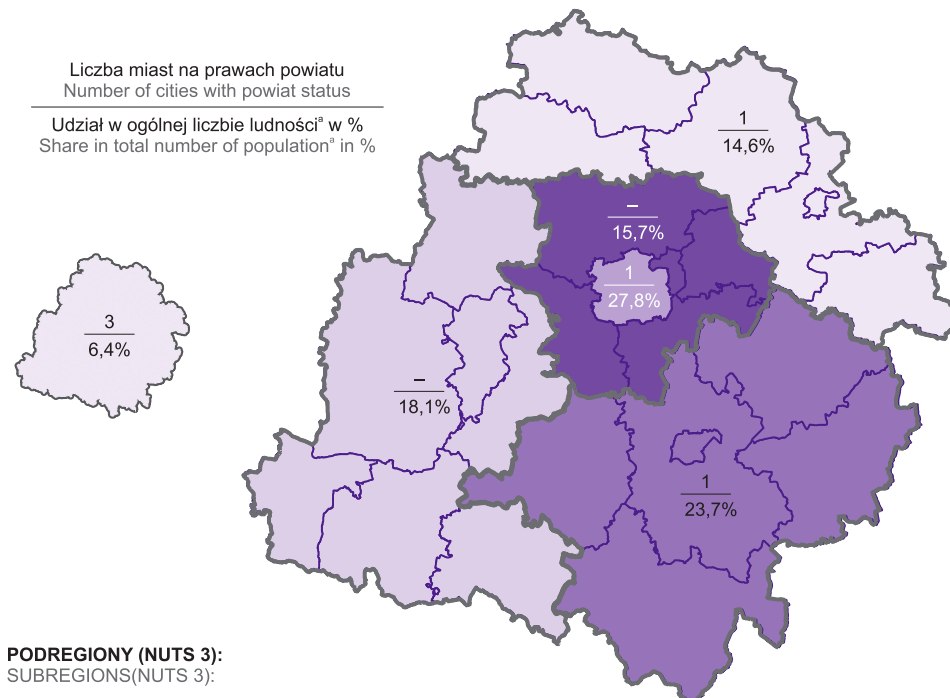 Liczba miast na prawach powiatu
Number of cities with powiat status
Udział w ogólnej liczbie ludnościᵃ w %
Share in total number of populationᵃ in %
1
14,6%
–
15,7%
1
27,8%
3
6,4%
–
18,1%
1
23,7%
PODREGIONY (NUTS 3):
SUBREGIONS(NUTS 3):